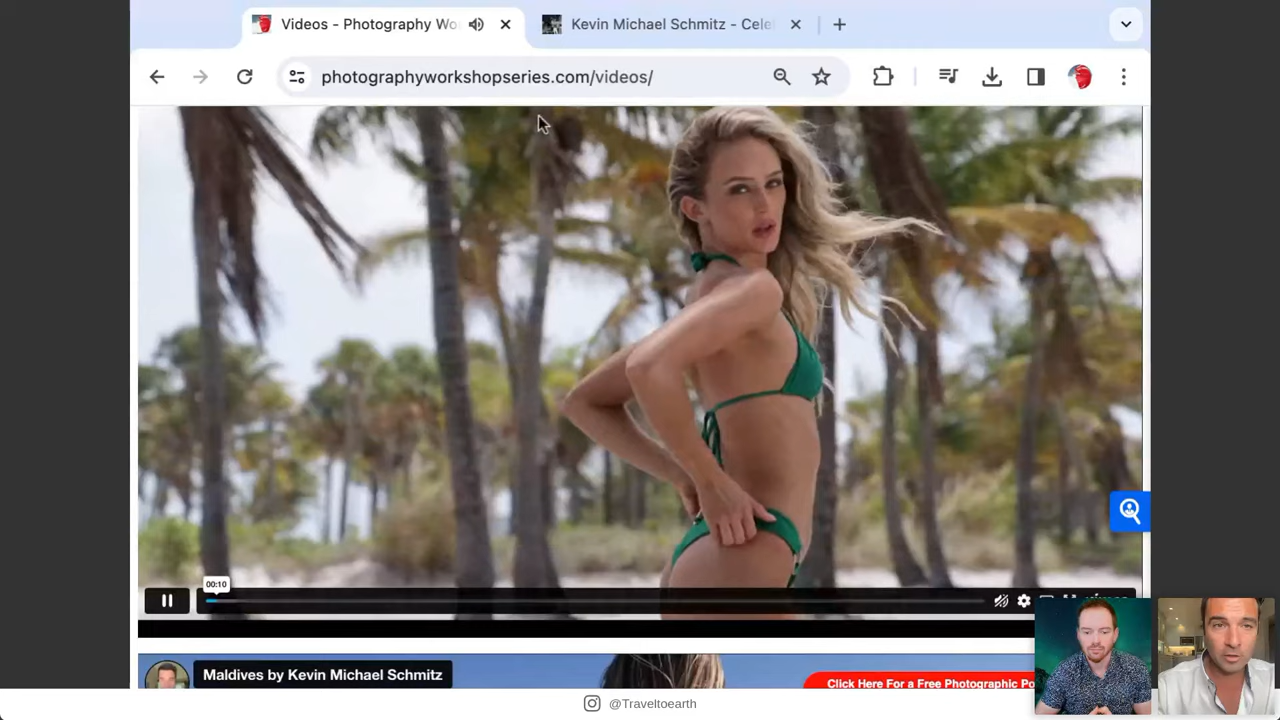 Videos - Photography Wo
Kevin Michael Schmitz - Cele
photographyworkshopseries.com/videos/
00:10
Maldives by Kevin Michael Schmitz
Click Here For a Free Photographic Po
@Traveltoearth